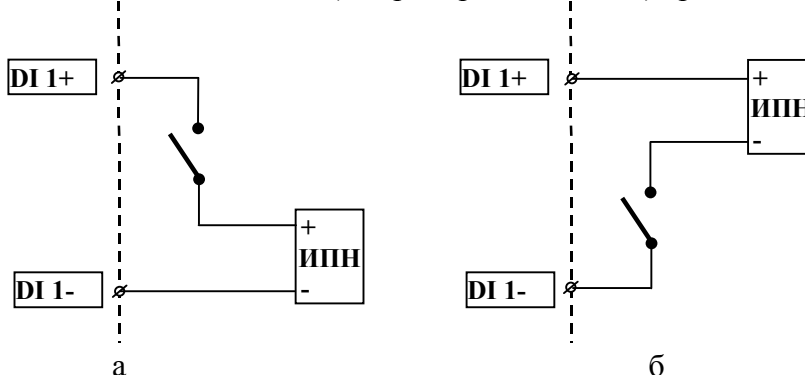 DI 1+
+
ИПН
-
DI 1-
а
DI 1+
+
ИПН
-
DI 1-
б